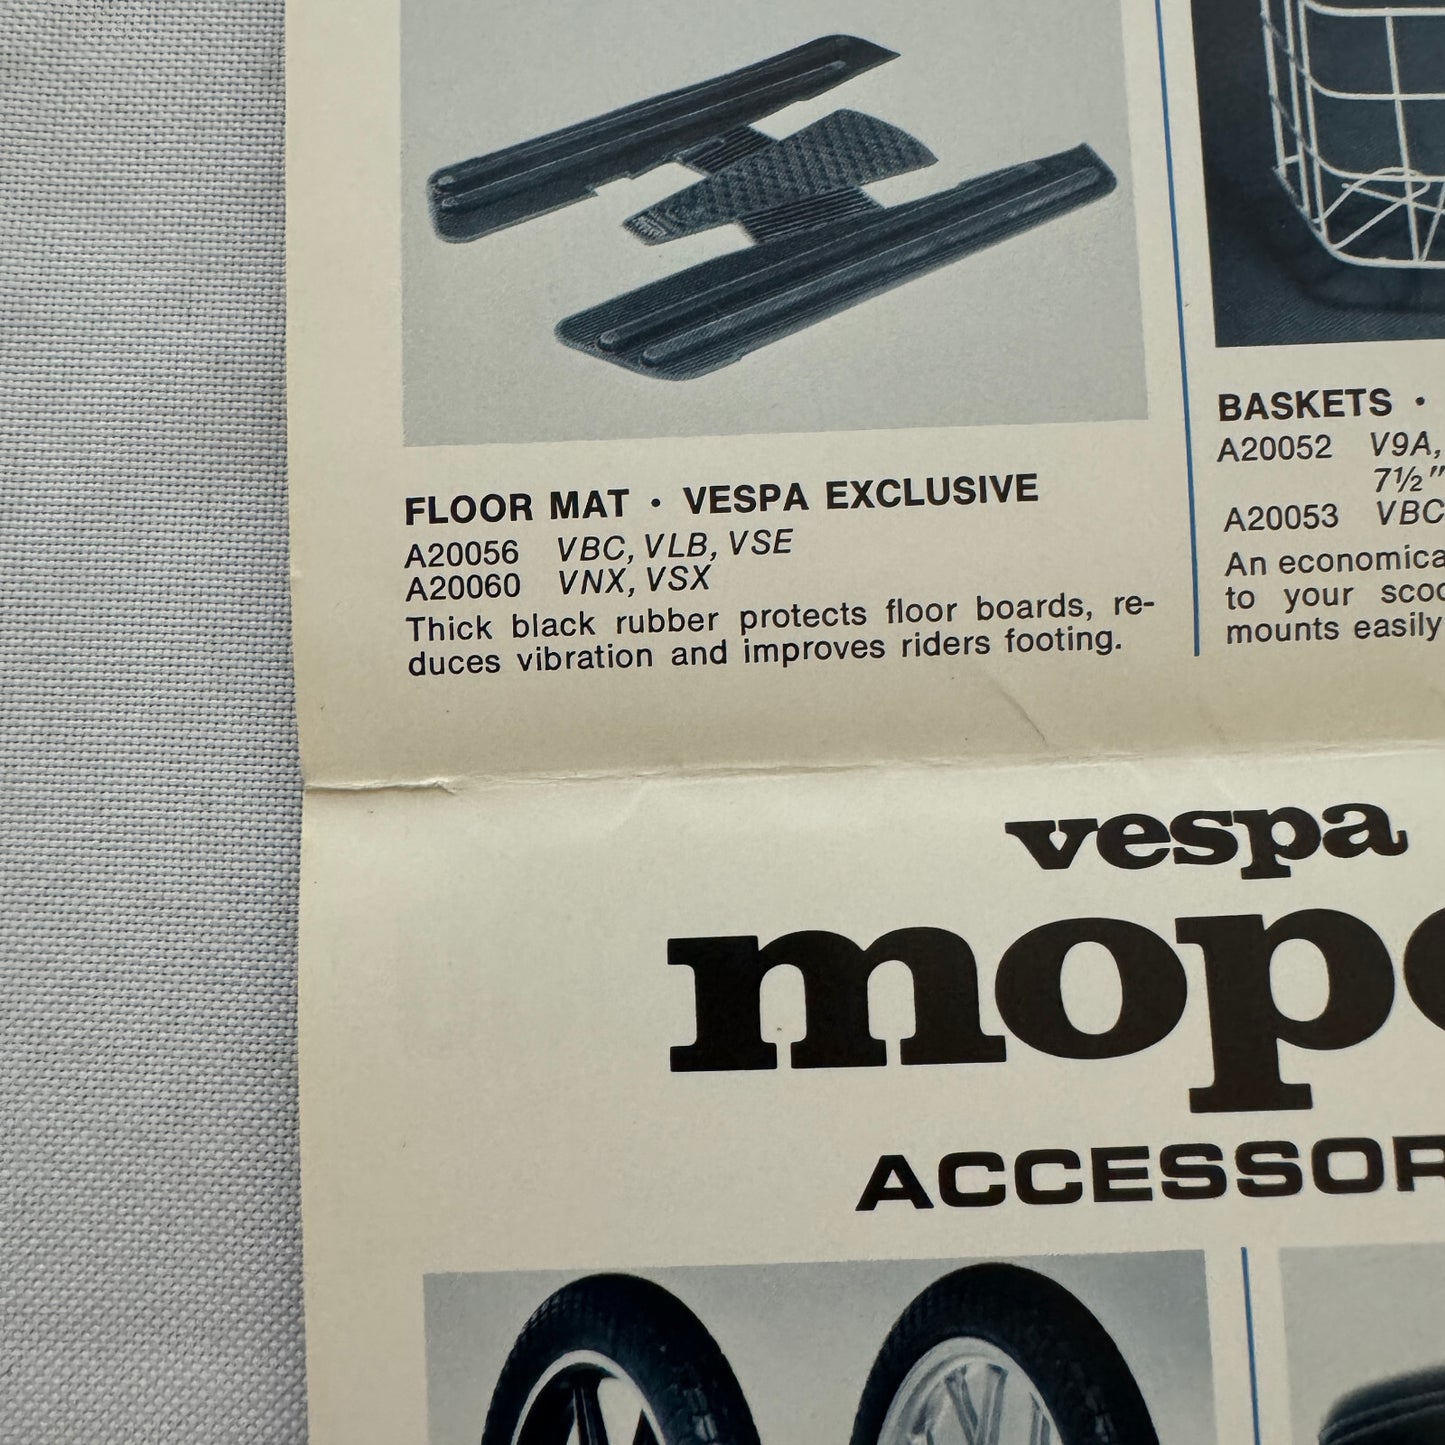 FLOOR MAT · VESPA EXCLUSIVE
A20056 VBC, VLB, VSE
A20060 VNX, VSX
Thick black rubber protects floor boards, re-
duces vibration and improves riders footing.
BASKETS ·
A20052 V9A,
7½"
A20053 VBC
An economica
to your scoo
mounts easily
vespa
mope
ACCESSOR